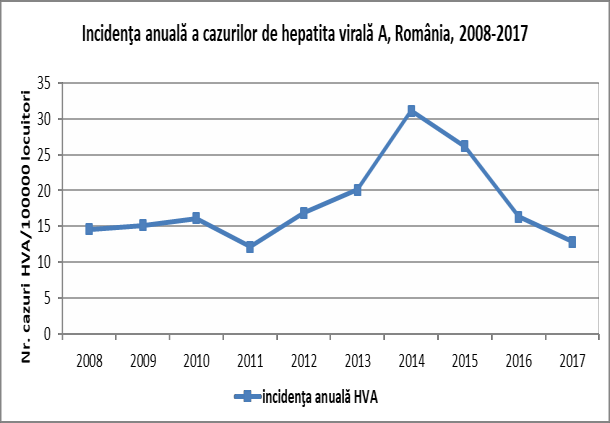 Incidenţa anuală a cazurilor de hepatita virală A, România, 2008-2017
Nr. cazuri HVA/100000 locuitori
35
30
25
20
15
10
5
0
2008 2009 2010 2011 2012 2013 2014 2015 2016 2017
incidenţa anuală HVA